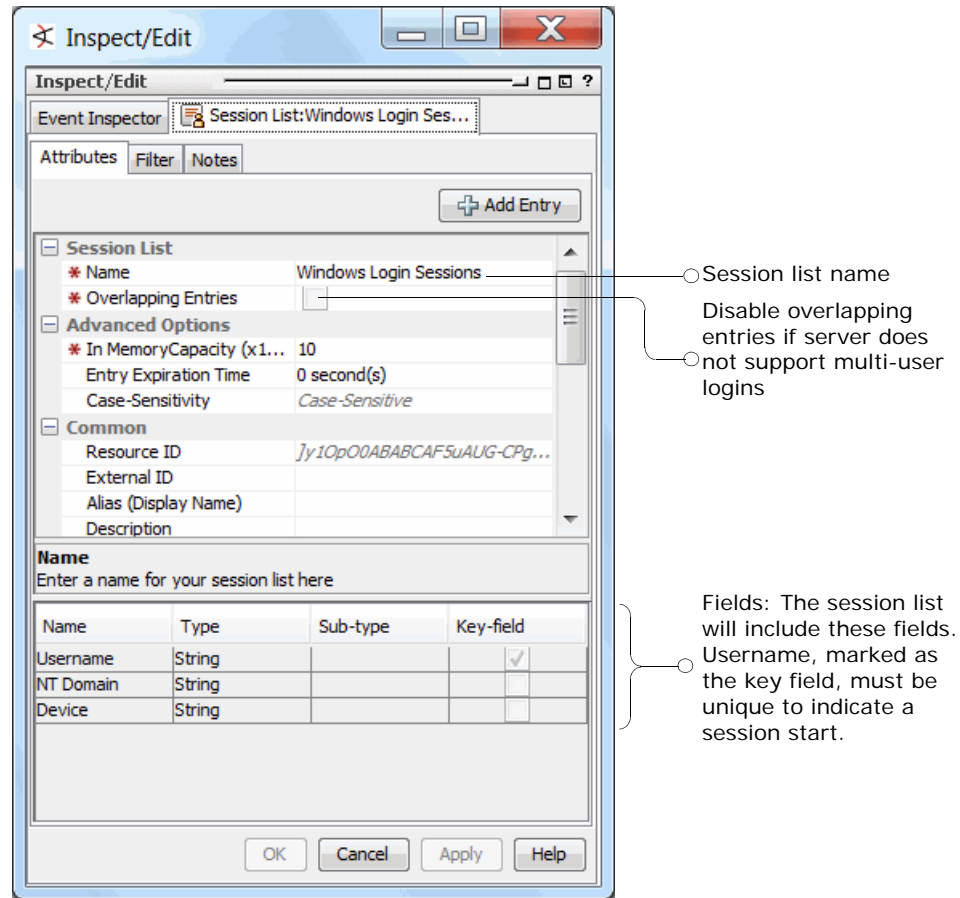 Inspect/Edit
Inspect/Edit
?
Event Inspector
Session List:Windows Login Ses...
Attributes
Filter
Notes
Add Entry
Session List
* Name
Windows Login Sessions
Session list name
* Overlapping Entries
Disable overlapping
entries if server does
not support multi-user
logins
Advanced Options
* In MemoryCapacity (x1...
10
Entry Expiration Time
0 second(s)
Case-Sensitivity
Case-Sensitive
Common
Resource ID
]y1OpO0ABABCAF5uAUG-CPg...
External ID
Alias (Display Name)
Description
Name
Enter a name for your session list here
Name
Type
Sub-type
Key-field
Username
String
NT Domain
String
Device
String
Fields: The session list
will include these fields.
Username, marked as
the key field, must be
unique to indicate a
session start.
OK
Cancel
Apply
Help